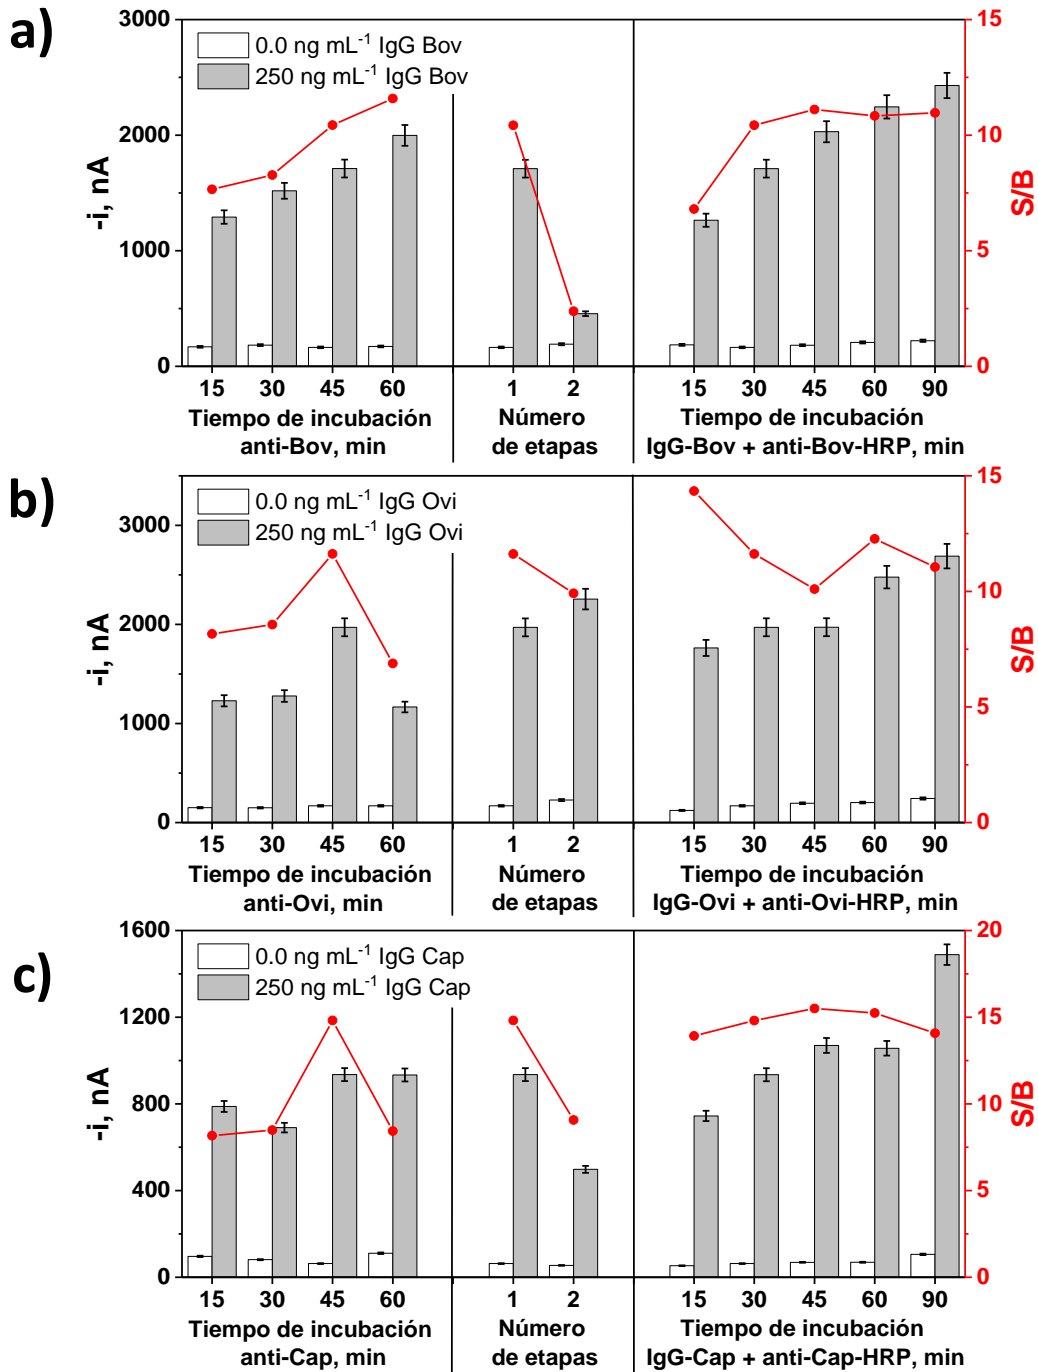 a)
3000
2000
1000
0
-i, nA
0.0 ng mL-1 IgG Bov
250 ng mL-1 IgG Bov
15
10
5
0
S/B
15 30 45 60 1 2 15 30 45 60 90
Tiempo de incubación Número Tiempo de incubación
anti-Bov, min de etapas IgG-Bov + anti-Bov-HRP, min
b)
3000
2000
1000
0
-i, nA
0.0 ng mL-1 IgG Ovi
250 ng mL-1 IgG Ovi
15
10
5
0
S/B
15 30 45 60 1 2 15 30 45 60 90
Tiempo de incubación Número Tiempo de incubación
anti-Ovi, min de etapas IgG-Ovi + anti-Ovi-HRP, min
c)
1600
1200
800
400
0
-i, nA
0.0 ng mL-1 IgG Cap
250 ng mL-1 IgG Cap
20
15
10
5
0
S/B
15 30 45 60 1 2 15 30 45 60 90
Tiempo de incubación Número Tiempo de incubación
anti-Cap, min de etapas IgG-Cap + anti-Cap-HRP, min